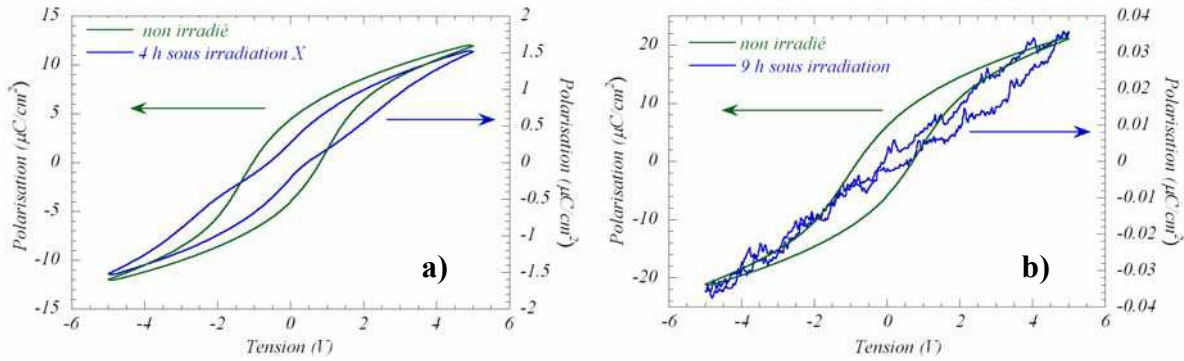 15
10
5
0
-5
-10
-15
Polarisation (µC/cm²)
2
1.5
1
0.5
0
-0.5
-1
-1.5
-2
Polarisation (µC/cm²)
non irradié
4 h sous irradiation X
a)
-6 -4 -2 0 2 4 6
Tension (V)
20
10
0
-10
-20
Polarisation (µC/cm²)
0.04
0.03
0.02
0.01
0
-0.01
-0.02
-0.03
-0.04
Polarisation (µC/cm²)
non irradié
9 h sous irradiation
b)
-6 -4 -2 0 2 4 6
Tension (V)